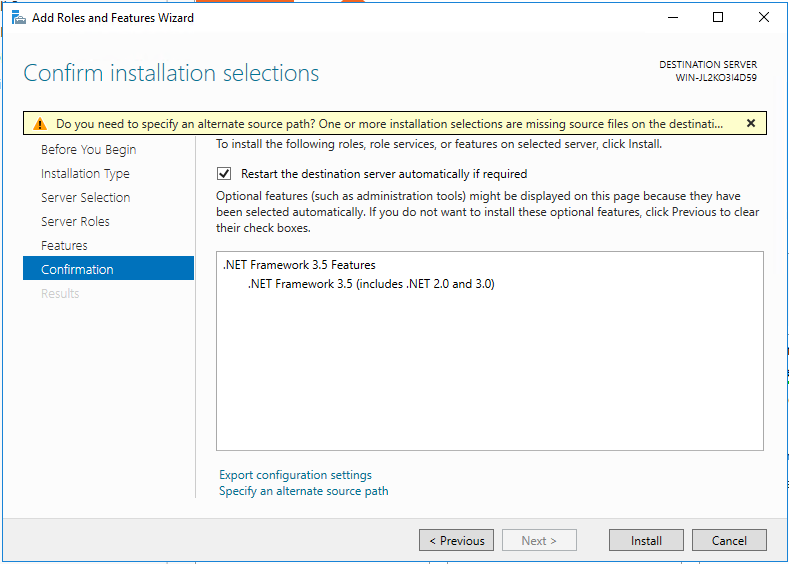 Add Roles and Features Wizard
Confirm installation selections
DESTINATION SERVER
WIN-JL2KO3I4D59
Do you need to specify an alternate source path? One or more installation selections are missing source files on the destinati...
Before You Begin
Installation Type
Server Selection
Server Roles
Features
Confirmation
Results
To install the following roles, role services, or features on selected server, click Install.
Restart the destination server automatically if required
Optional features (such as administration tools) might be displayed on this page because they have
been selected automatically. If you do not want to install these optional features, click Previous to clear
their check boxes.
.NET Framework 3.5 Features
.NET Framework 3.5 (includes .NET 2.0 and 3.0)
Export configuration settings
Specify an alternate source path
< Previous
Next >
Install
Cancel